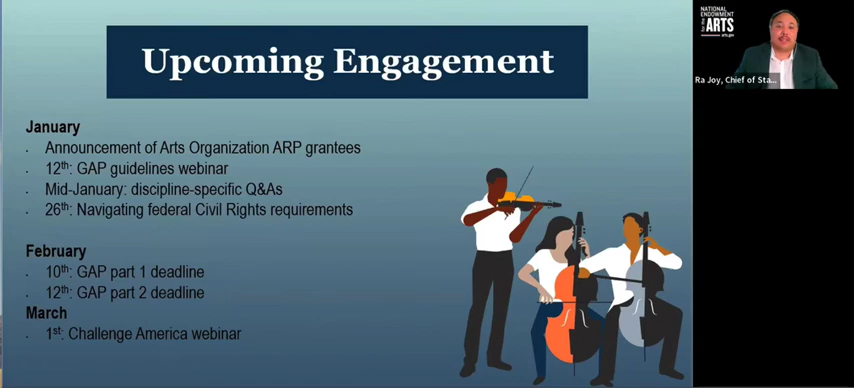 Upcoming Engagement
January
Announcement of Arts Organization ARP grantees
12th: GAP guidelines webinar
Mid-January: discipline-specific Q&As
26th: Navigating federal Civil Rights requirements
February
10th: GAP part 1 deadline
12th: GAP part 2 deadline
March
1st: Challenge America webinar
NATIONAL
ENDOWMENT
for the ARTS
arts.gov
Ra Joy, Chief of Sta...